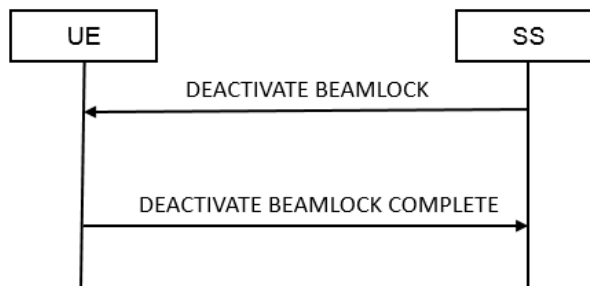 UE
SS
DEACTIVATE BEAMLOCK
DEACTIVATE BEAMLOCK COMPLETE